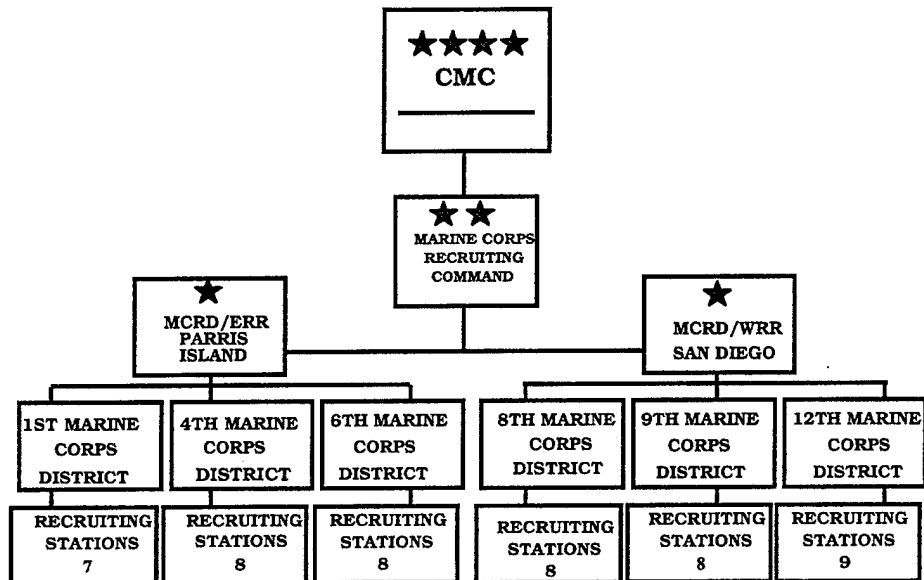 CMC
MARINE CORPS
RECRUITING
COMMAND
MCRD/ERR
PARRIS
ISLAND
MCRD/WRR
SAN DIEGO
1ST MARINE
CORPS
DISTRICT
4TH MARINE
CORPS
DISTRICT
6TH MARINE
CORPS
DISTRICT
8TH MARINE
CORPS
DISTRICT
9TH MARINE
CORPS
DISTRICT
12TH MARINE
CORPS
DISTRICT
RECRUITING
STATIONS
7
RECRUITING
STATIONS
8
RECRUITING
STATIONS
8
RECRUITING
STATIONS
8
RECRUITING
STATIONS
8
RECRUITING
STATIONS
9